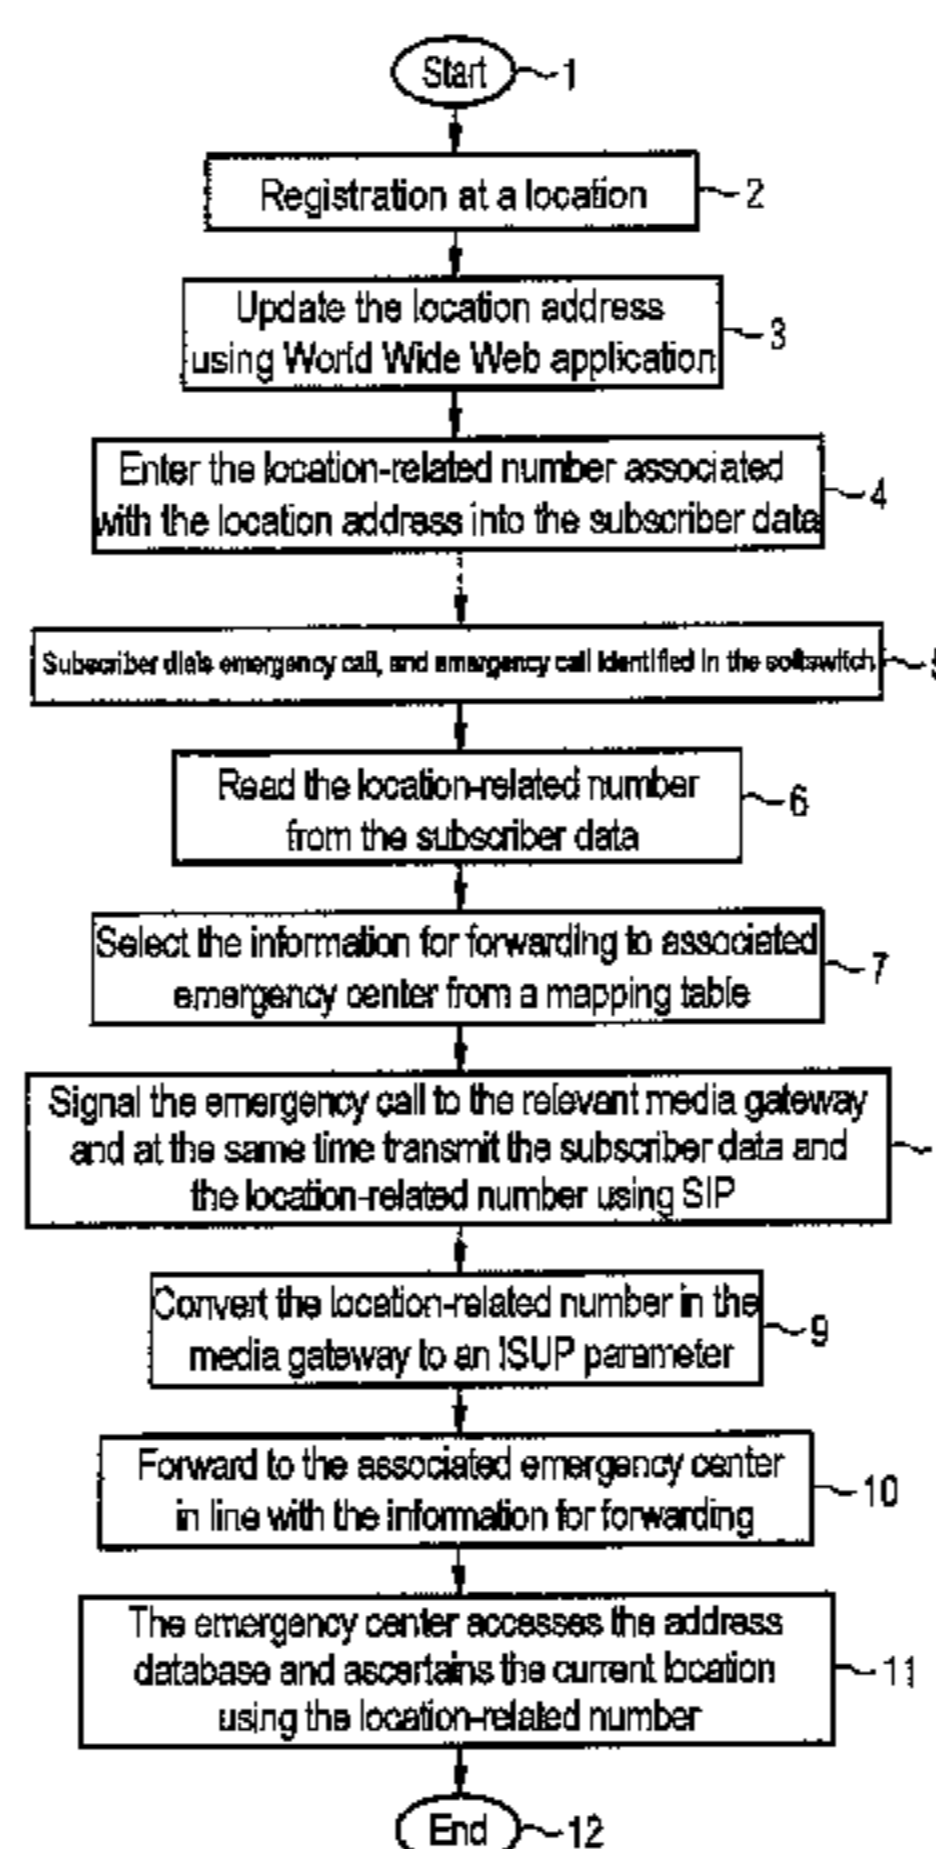 Start
1
Registration at a location
2
Update the location address
using World Wide Web application
3
Enter the location-related number associated
with the location address into the subscriber data
4
Subscriber dials emergency call, and emergency call identified in the softswitch
5
Read the location-related number
from the subscriber data
6
Select the information for forwarding to associated
emergency center from a mapping table
7
Signal the emergency call to the relevant media gateway
and at the same time transmit the subscriber data and
the location-related number using SIP
Convert the location-related number in the
media gateway to an ISUP parameter
9
Forward to the associated emergency center
in line with the information for forwarding
10
The emergency center accesses the address
database and ascertains the current location
using the location-related number
11
End
12